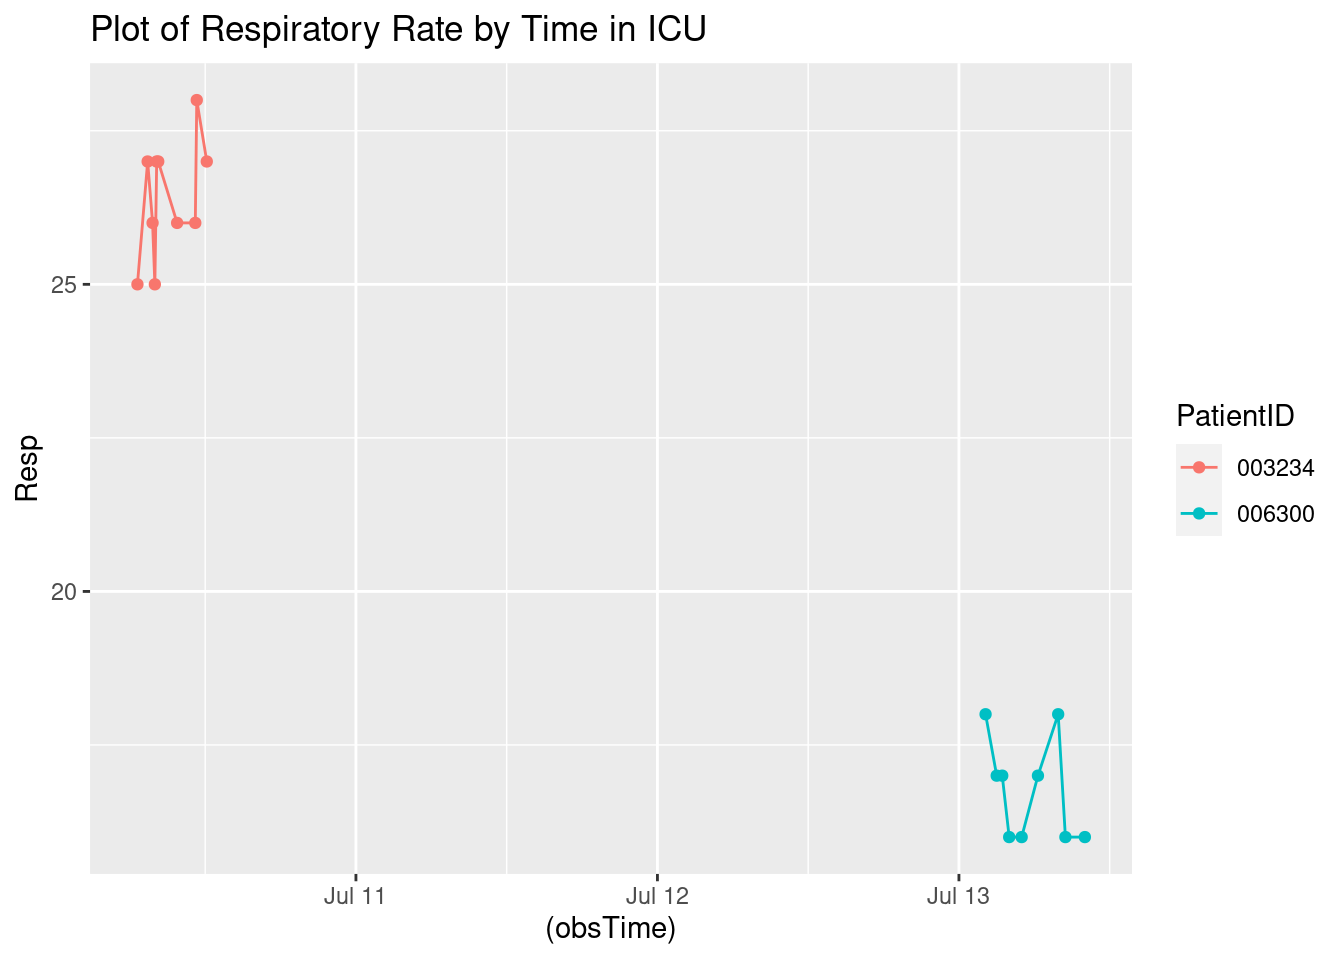 Plot of Respiratory Rate by Time in ICU
25
20
Resp
Jul 11
Jul 12
Jul 13
(obsTime)
PatientID
003234
006300